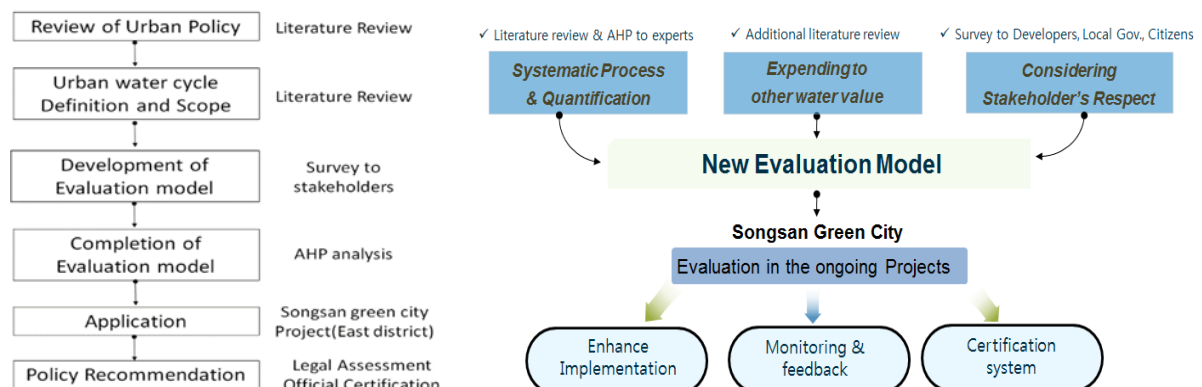 Review of Urban Policy
Literature Review
Urban water cycle
Definition and Scope
Literature Review
Development of
Evaluation model
Survey to
stakeholders
Completion of
Evaluation model
AHP analysis
Application
Songsan green city
Project(East district)
Policy Recommendation
Legal Assessment
Official Certification
✓ Literature review & AHP to experts
✓ Additional literature review
✓ Survey to Developers, Local Gov., Citizens
Systematic Process
& Quantification
Expending to
other water value
Considering
Stakeholder's Respect
New Evaluation Model
Songsan Green City
Evaluation in the ongoing Projects
Enhance
Implementation
Monitoring &
feedback
Certification
system